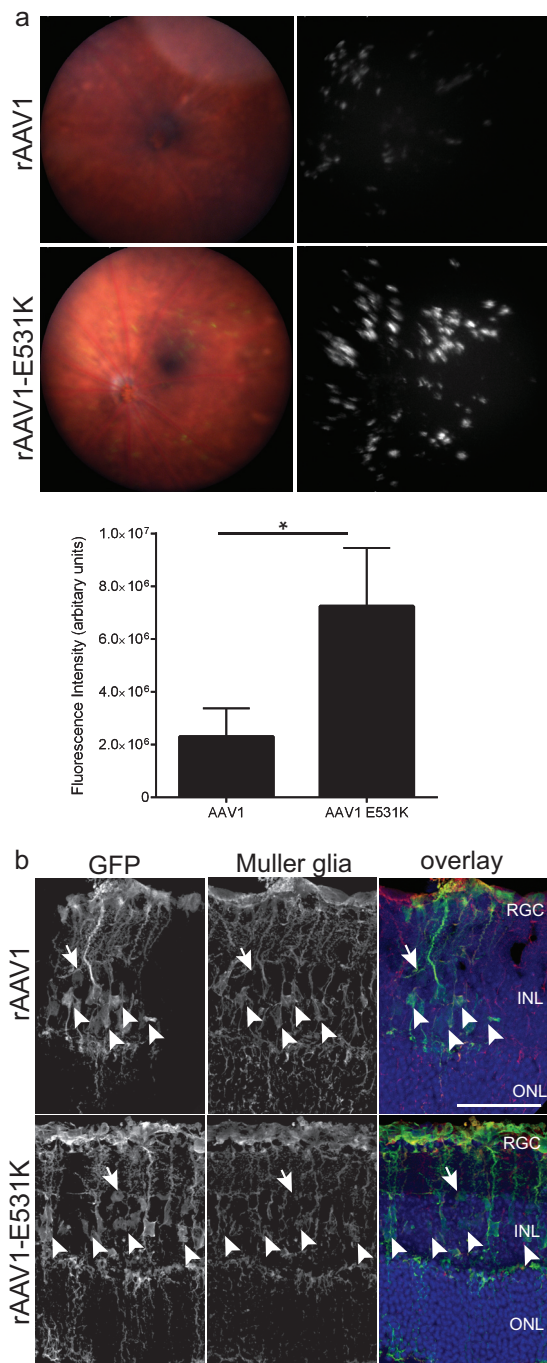 a
rAAV1
rAAV1-E531K
*
Fluorescence Intensity (arbitary units)
1.0×10⁷
8.0×10⁶
6.0×10⁶
4.0×10⁶
2.0×10⁶
0
AAV1
AAV1 E531K
b
GFP
Muller glia
overlay
rAAV1
RGC
INL
ONL
rAAV1-E531K
RGC
INL
ONL